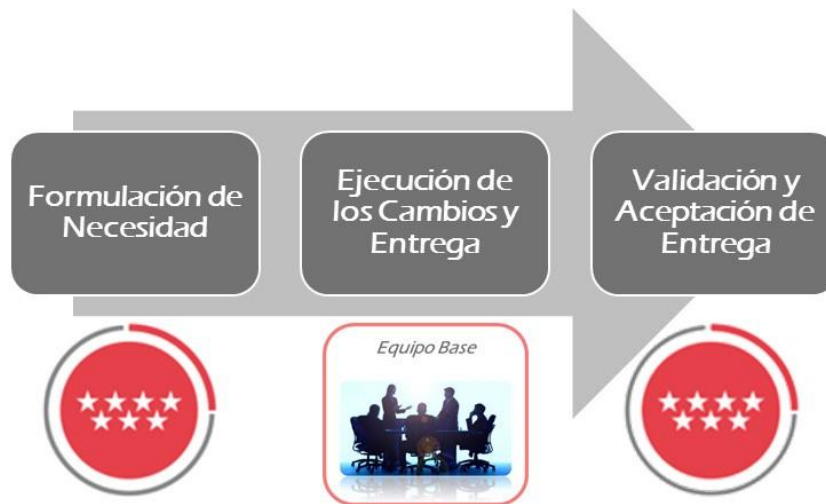 Formulación de
Necesidad
Ejecución de
los Cambios y
Entrega
Validación y
Aceptación de
Entrega
Equipo Base